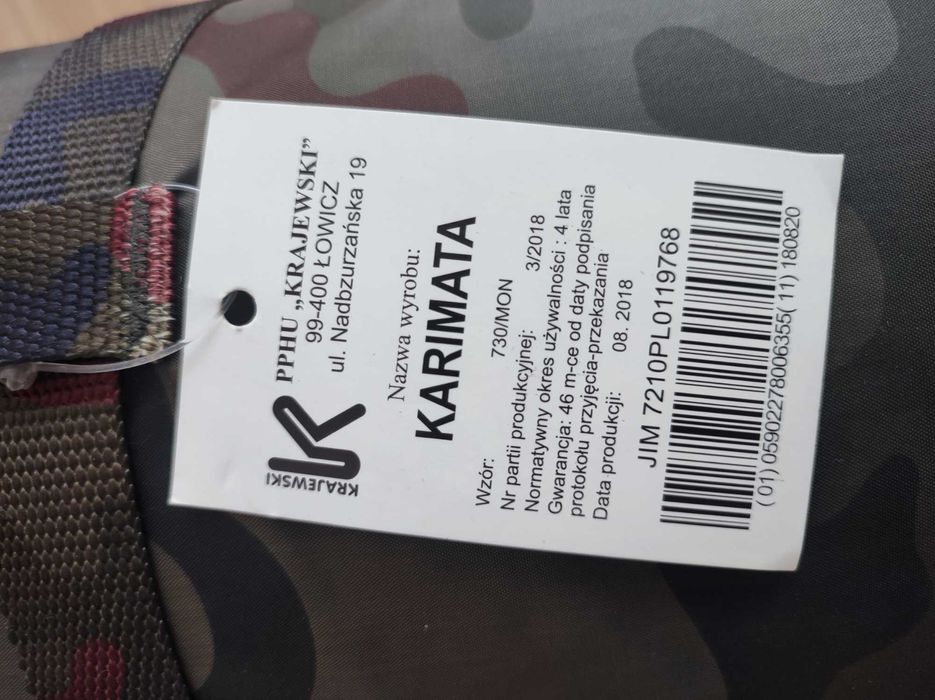 KRAJEWSKI
PPHU „KRAJEWSKI”
99-400 ŁOWICZ
ul. Nadbzurzańska 19
Nazwa wyrobu:
KARIMATA
Wzór: 730/MON
Nr partii produkcyjnej: 3/2018
Normatywny okres używalności : 4 lata
Gwarancja: 46 m-ce od daty podpisania
protokołu przyjęcia-przekazania
Data produkcji: 08. 2018
JIM 7210PL0119768
(01)05902278006355(11)180820